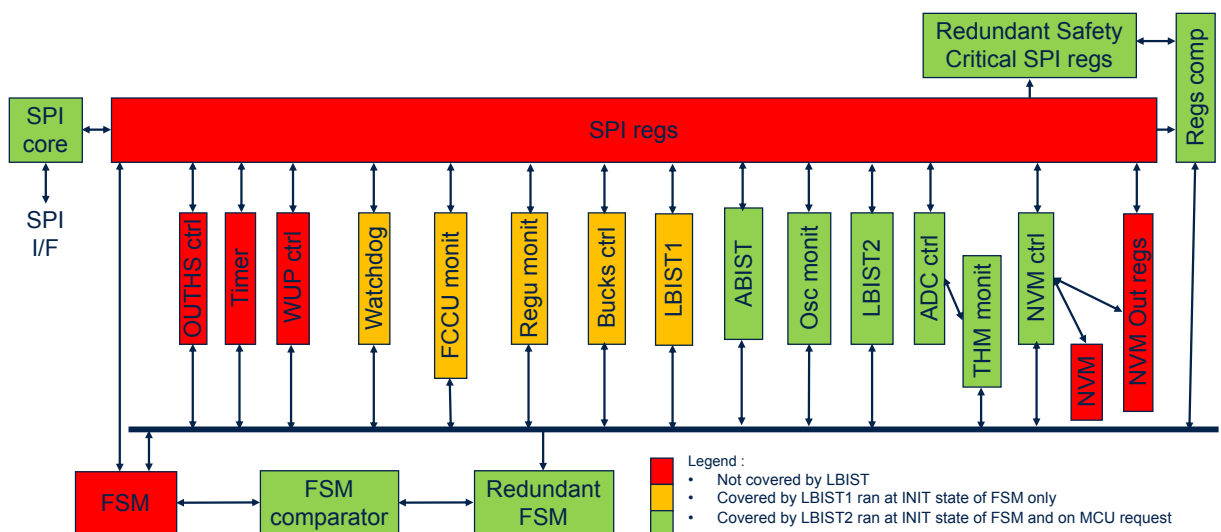 Redundant Safety
Critical SPI regs
Regs comp
SPI
core
SPI regs
SPI
I/F
OUTHS ctrl
Timer
WUP ctrl
Watchdog
FCCU monit
Regu monit
Bucks ctrl
LBIST1
ABIST
Osc monit
LBIST2
ADC ctrl
THM monit
NVM ctrl
NVM
NVM Out regs
FSM
FSM
comparator
Redundant
FSM
Legend :
• Not covered by LBIST
• Covered by LBIST1 ran at INIT state of FSM only
• Covered by LBIST2 ran at INIT state of FSM and on MCU request